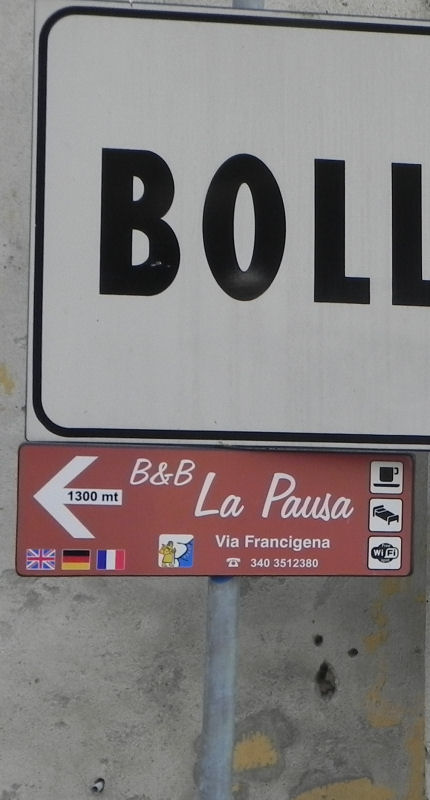 BOLL
B&B
1300 mt
La Pausa
Via Francigena
☎ 340 3512380
WiFi